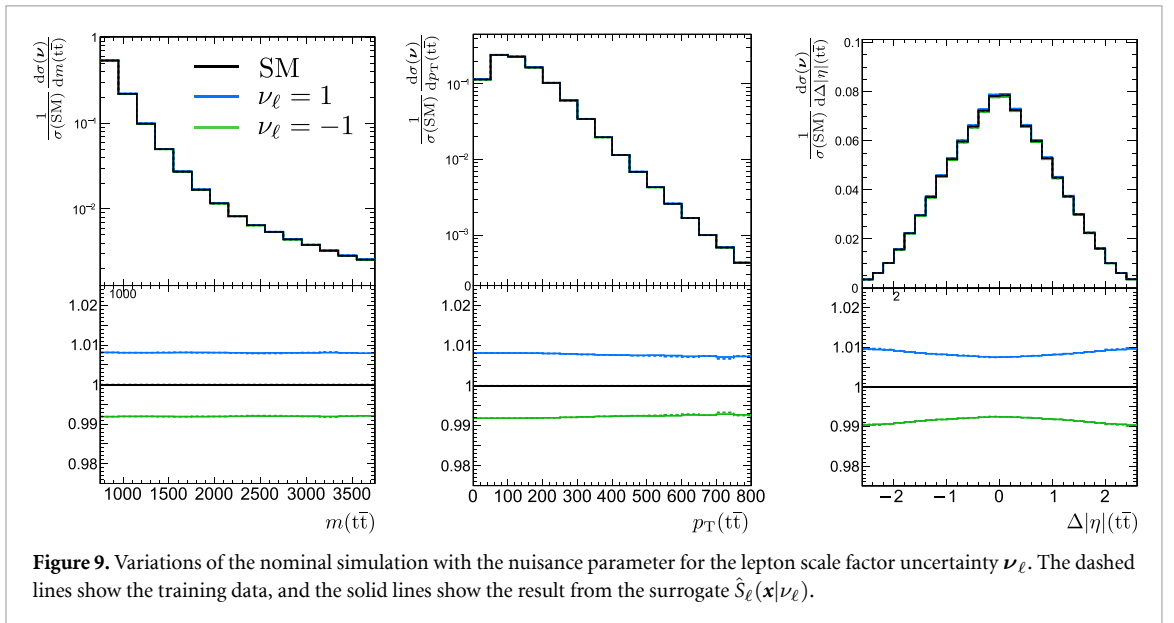 1/σ(SM) dσ(ν)/dm(tt̄)
1
10⁻¹
10⁻²
SM
ν_ℓ = 1
ν_ℓ = −1
1000
1.02
1.01
1
0.99
0.98
1000 1500 2000 2500 3000 3500
m(tt̄)
1/σ(SM) dσ(ν)/dp_T(tt̄)
10⁻¹
10⁻²
10⁻³
1.02
1.01
1
0.99
0.98
0 100 200 300 400 500 600 700 800
p_T(tt̄)
1/σ(SM) dσ(ν)/dΔ|η|(tt̄)
0.1
0.08
0.06
0.04
0.02
0
2
1.02
1.01
1
0.99
0.98
−2 −1 0 1 2
Δ|η|(tt̄)
Figure 9. Variations of the nominal simulation with the nuisance parameter for the lepton scale factor uncertainty ν_ℓ. The dashed
lines show the training data, and the solid lines show the result from the surrogate Ŝ_ℓ(x|ν_ℓ).